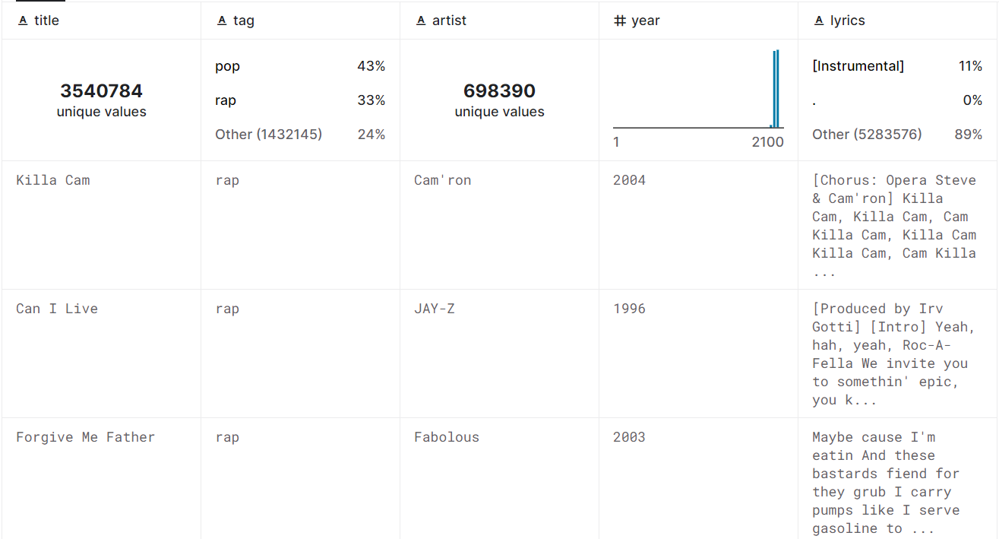 title tag artist year lyrics
3540784
unique values
pop 43%
rap 33%
Other (1432145) 24%
698390
unique values
1 2100
[Instrumental] 11%
. 0%
Other (5283576) 89%
Killa Cam rap Cam'ron 2004
[Chorus: Opera Steve
& Cam'ron] Killa
Cam, Killa Cam, Cam
Killa Cam, Killa Cam
Killa Cam, Cam Killa
...
Can I Live rap JAY-Z 1996
[Produced by Irv
Gotti] [Intro] Yeah,
hah, yeah, Roc-A-
Fella We invite you
to somethin' epic,
you k...
Forgive Me Father rap Fabolous 2003
Maybe cause I'm
eatin And these
bastards fiend for
they grub I carry
pumps like I serve
gasoline to ...